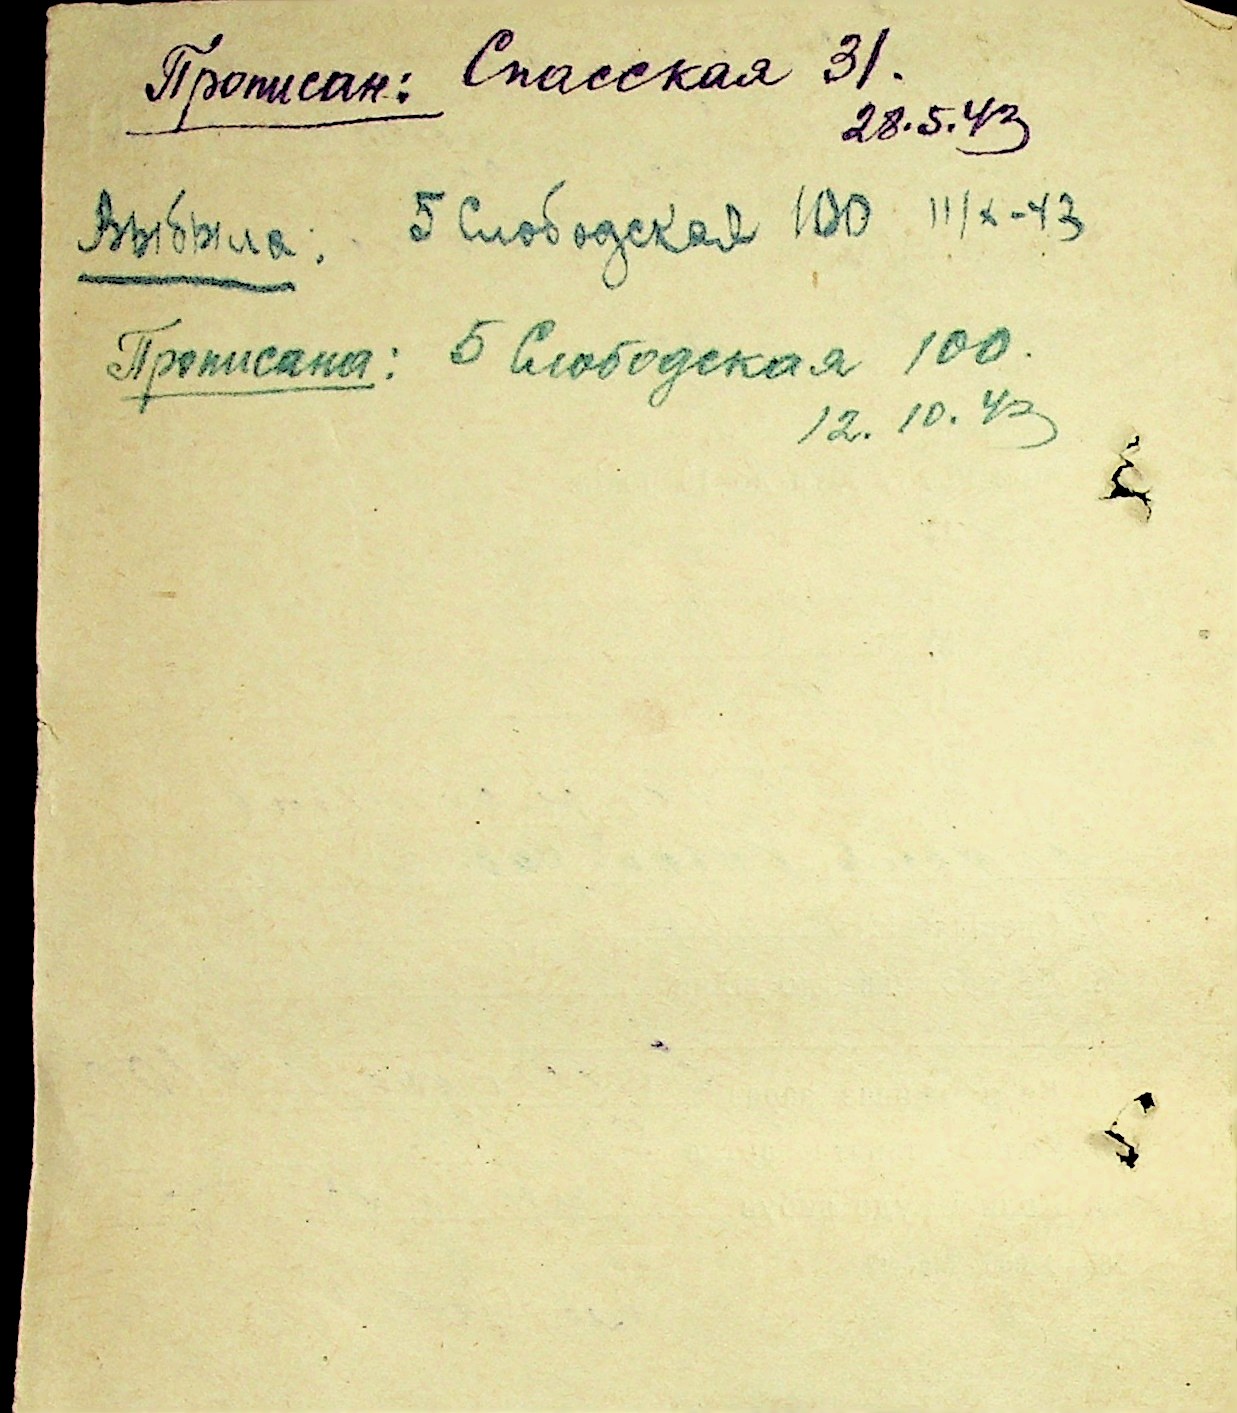 Прописан: Спасская 31.
28.5.43
Выбыла: 5 Слободская 100 11/X-43
Прописана: 5 Слободская 100.
12.10.43